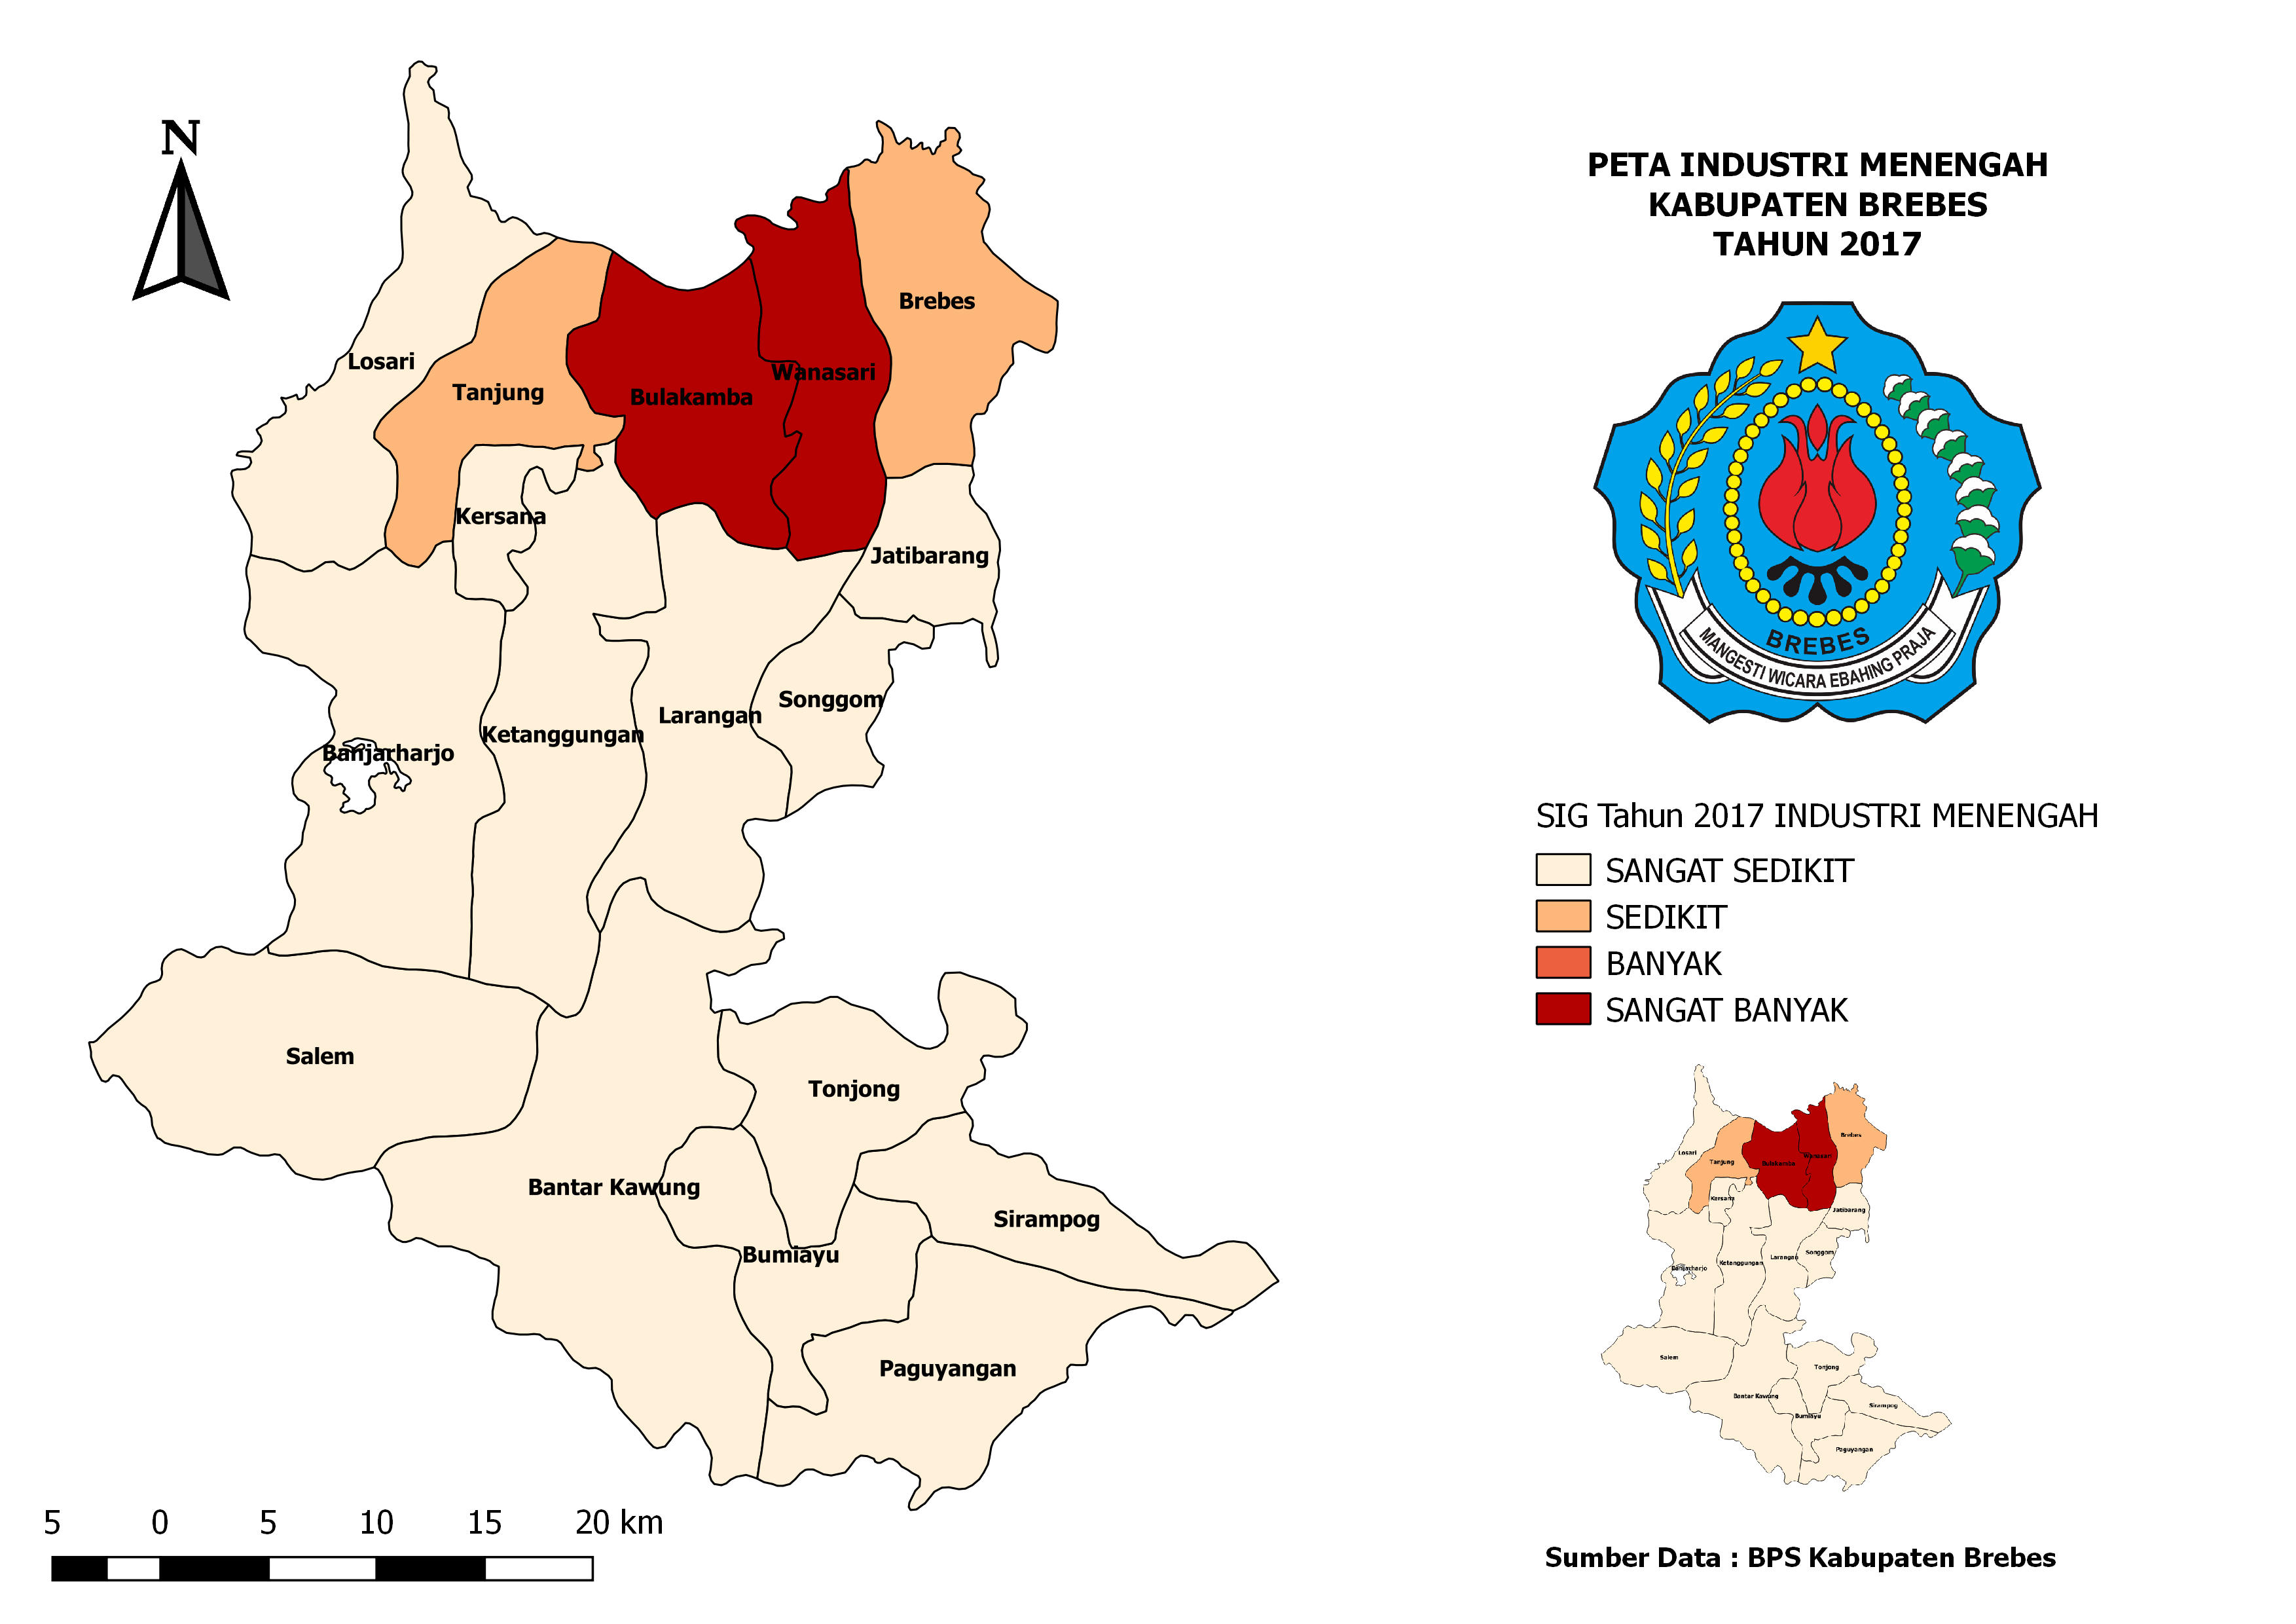 N
PETA INDUSTRI MENENGAH
KABUPATEN BREBES
TAHUN 2017
Brebes
Losari
Wanasari
Tanjung
Bulakamba
Kersana
Jatibarang
BREBES
MANGESTI WICARA EBAHING PRAJA
Songgom
Larangan
Ketanggungan
Banjarharjo
SIG Tahun 2017 INDUSTRI MENENGAH
SANGAT SEDIKIT
SEDIKIT
BANYAK
SANGAT BANYAK
Salem
Tonjong
Bantar Kawung
Sirampog
Bumiayu
Paguyangan
Brebes
Losari
Wanasari
Tanjung
Bulakamba
Kersana
Jatibarang
Songgom
Larangan
Ketanggungan
Banjarharjo
Salem
Tonjong
Bantar Kawung
Sirampog
Bumiayu
Paguyangan
5 0 5 10 15 20 km
Sumber Data : BPS Kabupaten Brebes